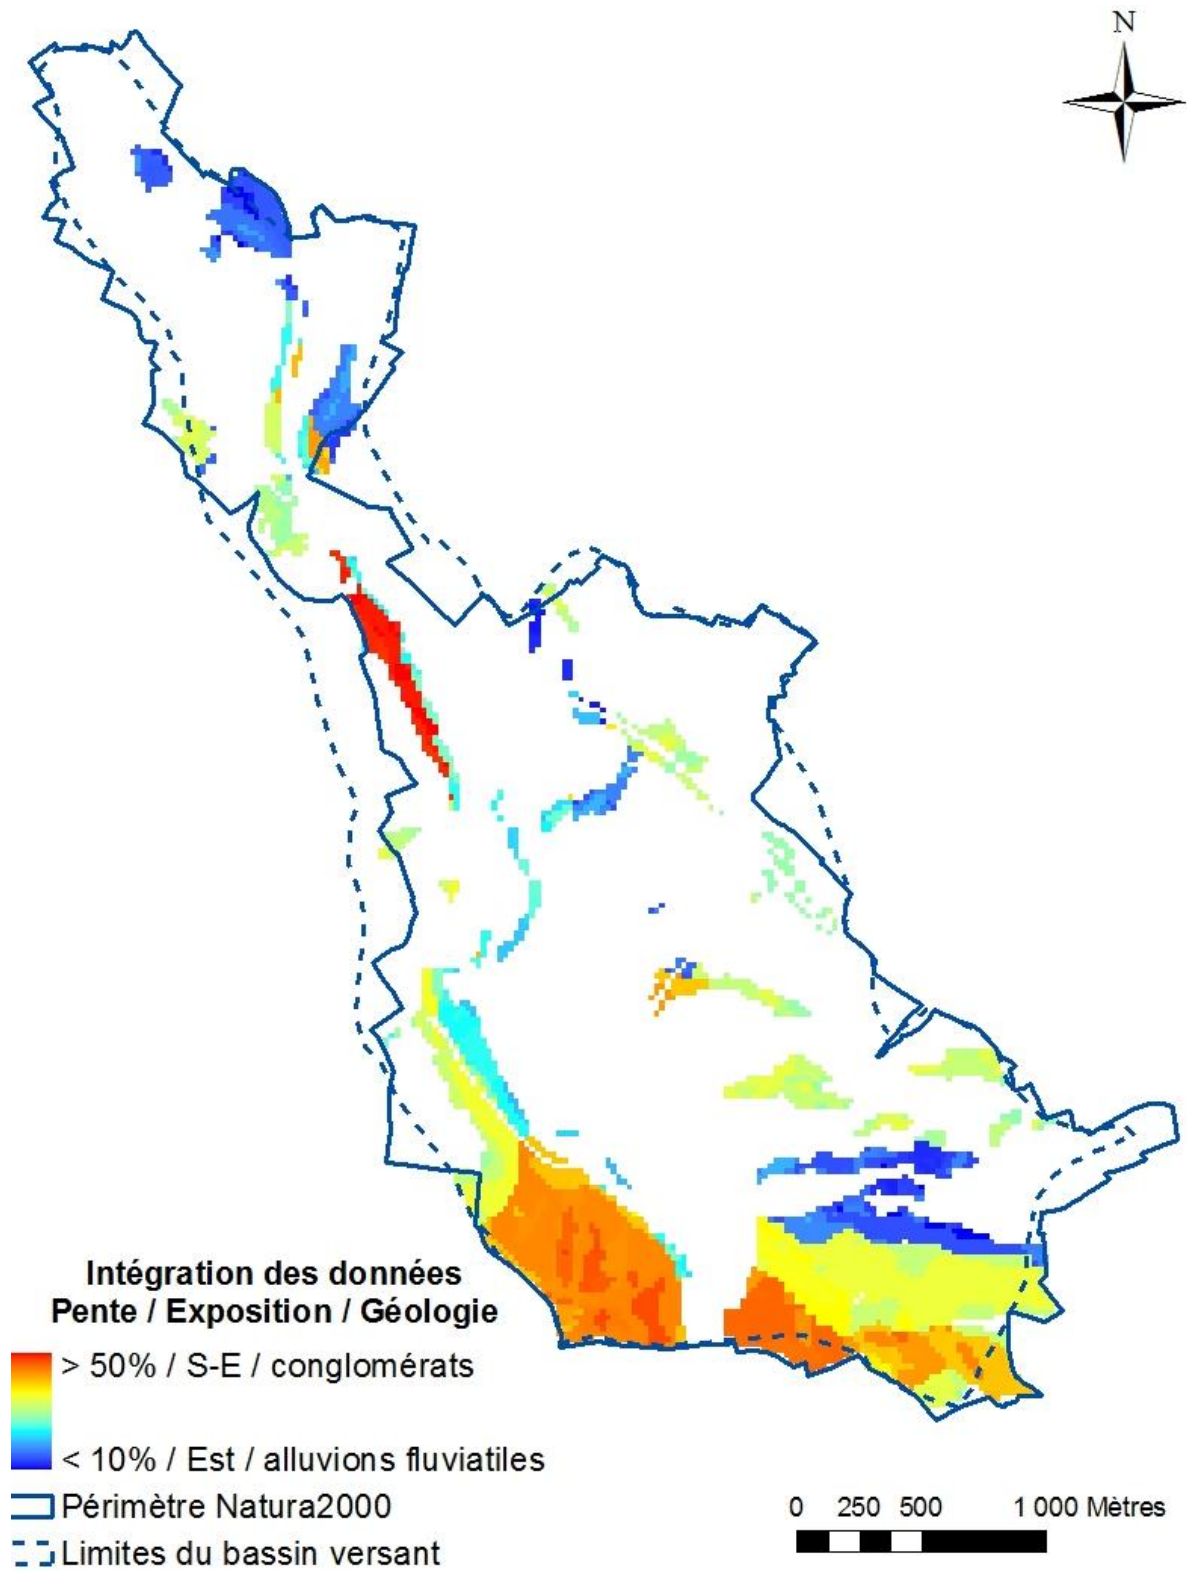 N
Intégration des données
Pente / Exposition / Géologie
> 50% / S-E / conglomérats
< 10% / Est / alluvions fluviatiles
Périmètre Natura2000
Limites du bassin versant
0 250 500 1 000 Mètres